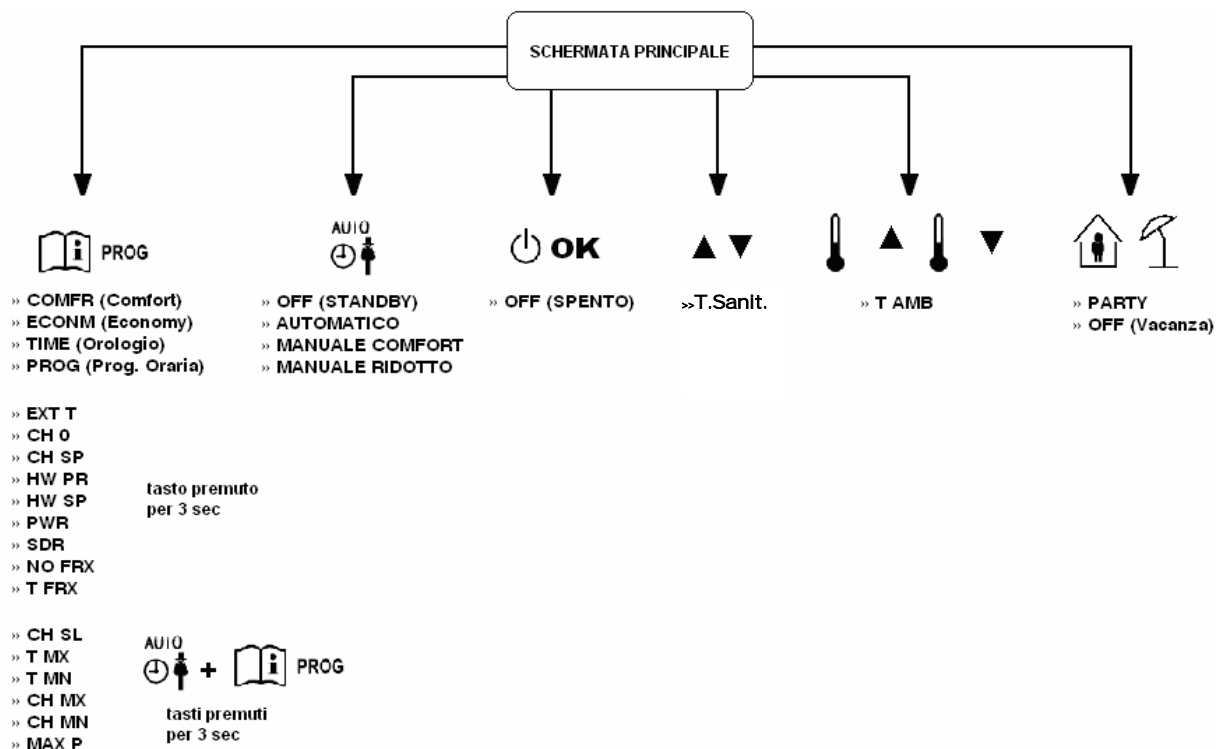 SCHERMATA PRINCIPALE
i PROG
» COMFR (Comfort)
» ECONM (Economy)
» TIME (Orologio)
» PROG (Prog. Oraria)
» EXT T
» CH 0
» CH SP
» HW PR
» HW SP
» PWR
» SDR
» NO FRX
» T FRX
tasto premuto
per 3 sec
» CH SL
» T MX
» T MN
» CH MX
» CH MN
» MAX P
AUTO
+
i PROG
tasti premuti
per 3 sec
AUTO
» OFF (STANDBY)
» AUTOMATICO
» MANUALE COMFORT
» MANUALE RIDOTTO
OK
» OFF (SPENTO)
▲ ▼
»T.Sanit.
▲ ▼
» T AMB
» PARTY
» OFF (Vacanza)